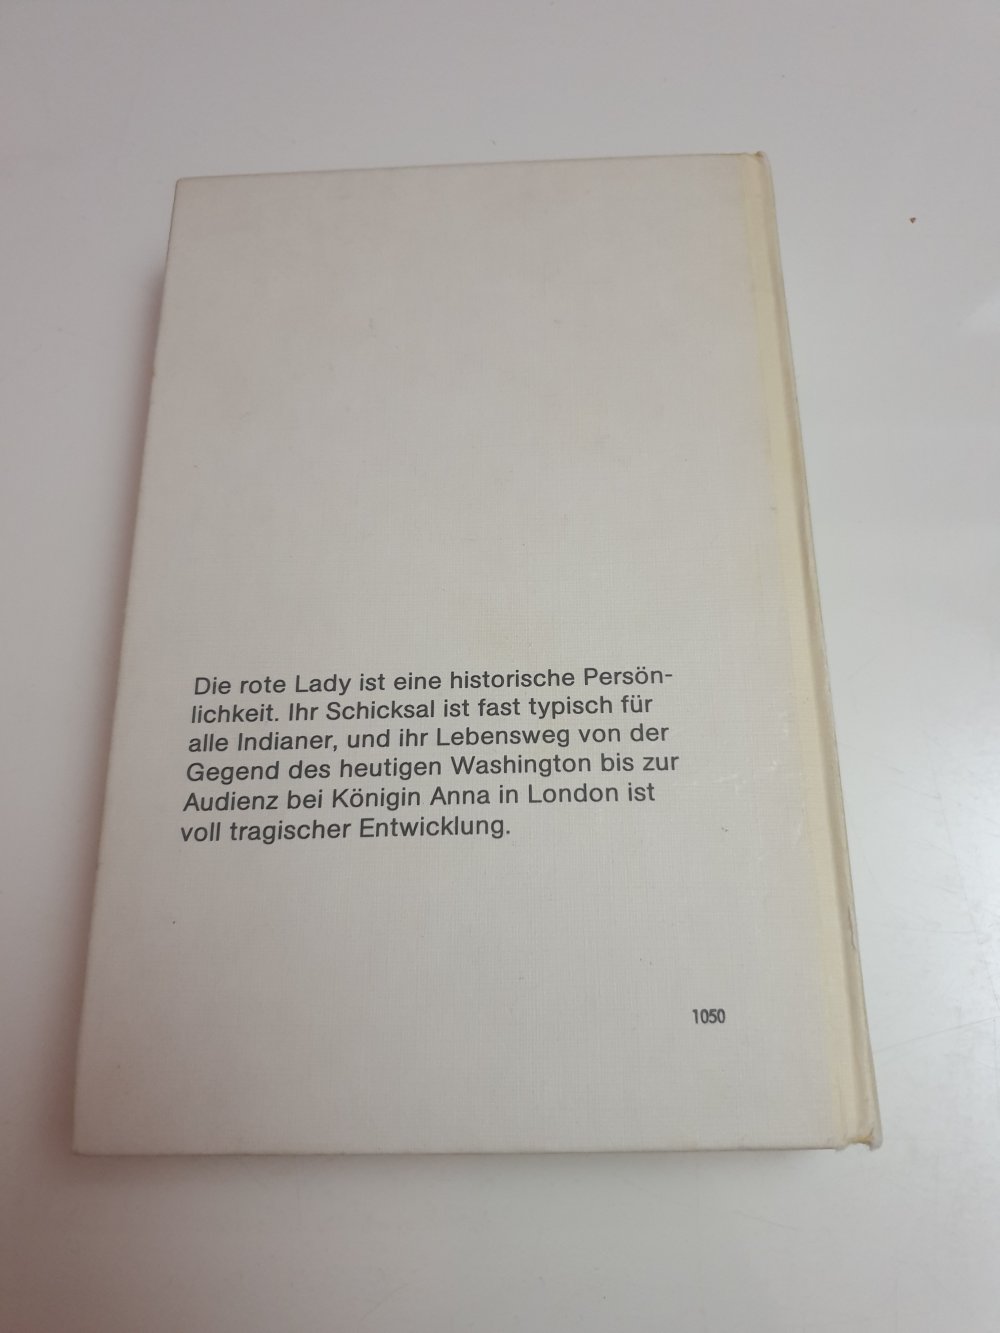 Die rote Lady ist eine historische Persön-
lichkeit. Ihr Schicksal ist fast typisch für
alle Indianer, und ihr Lebensweg von der
Gegend des heutigen Washington bis zur
Audienz bei Königin Anna in London ist
voll tragischer Entwicklung.
1050